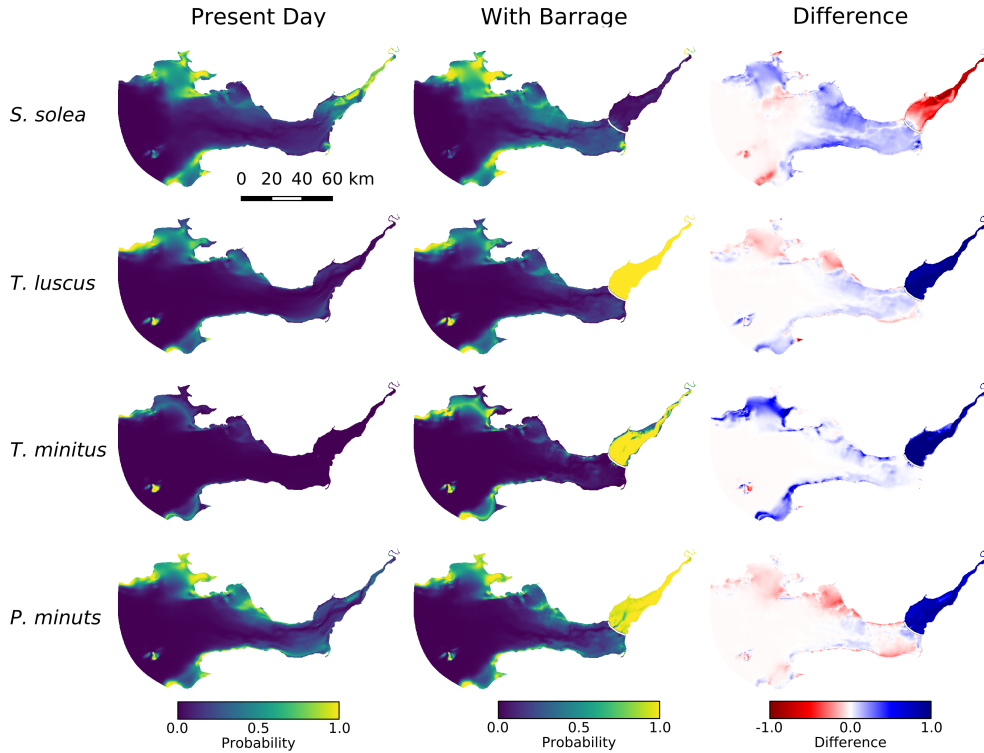 Present Day
With Barrage
Difference
S. solea
0 20 40 60 km
T. luscus
T. minitus
P. minuts
0.0 0.5 1.0
Probability
0.0 0.5 1.0
Probability
-1.0 0.0 1.0
Difference